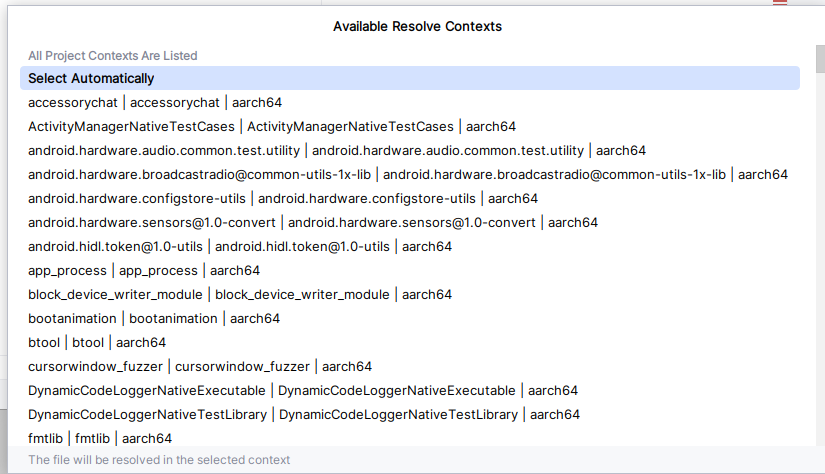 Available Resolve Contexts
All Project Contexts Are Listed
Select Automatically
accessorychat | accessorychat | aarch64
ActivityManagerNativeTestCases | ActivityManagerNativeTestCases | aarch64
android.hardware.audio.common.test.utility | android.hardware.audio.common.test.utility | aarch64
android.hardware.broadcastradio@common-utils-1x-lib | android.hardware.broadcastradio@common-utils-1x-lib | aarch64
android.hardware.configstore-utils | android.hardware.configstore-utils | aarch64
android.hardware.sensors@1.0-convert | android.hardware.sensors@1.0-convert | aarch64
android.hidl.token@1.0-utils | android.hidl.token@1.0-utils | aarch64
app_process | app_process | aarch64
block_device_writer_module | block_device_writer_module | aarch64
bootanimation | bootanimation | aarch64
btool | btool | aarch64
cursorwindow_fuzzer | cursorwindow_fuzzer | aarch64
DynamicCodeLoggerNativeExecutable | DynamicCodeLoggerNativeExecutable | aarch64
DynamicCodeLoggerNativeTestLibrary | DynamicCodeLoggerNativeTestLibrary | aarch64
fmtlib | fmtlib | aarch64
The file will be resolved in the selected context